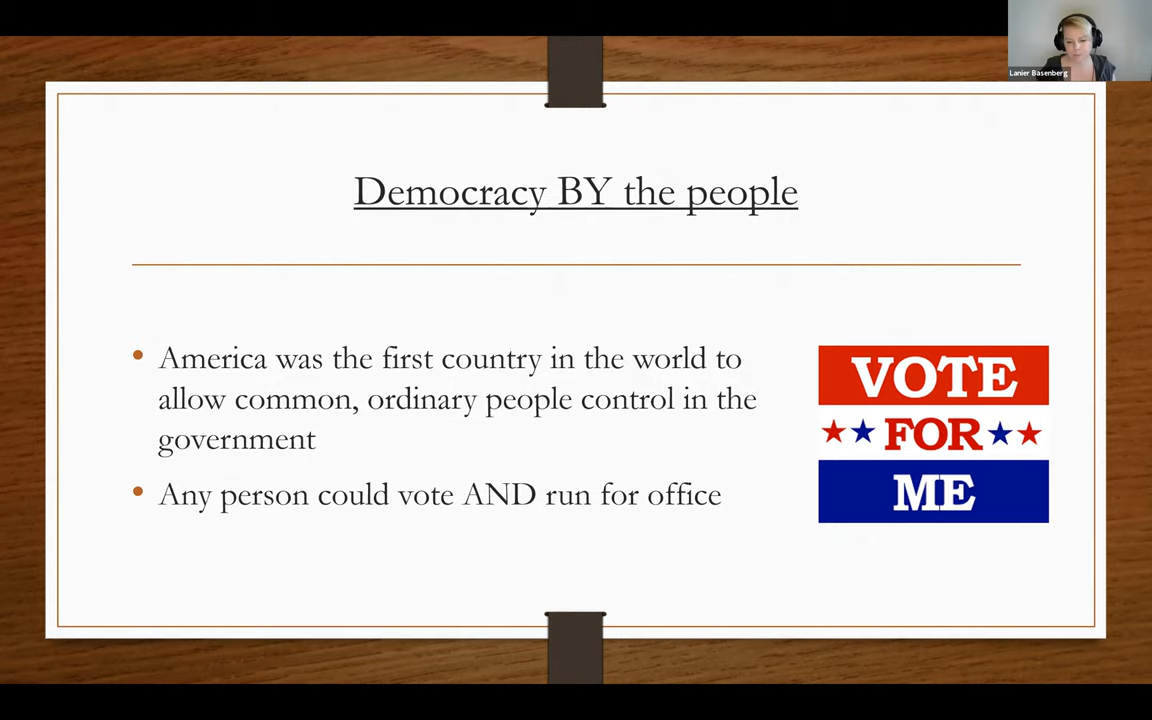 Lanier Basenberg
Democracy BY the people
• America was the first country in the world to
allow common, ordinary people control in the
government
• Any person could vote AND run for office
VOTE
FOR
ME